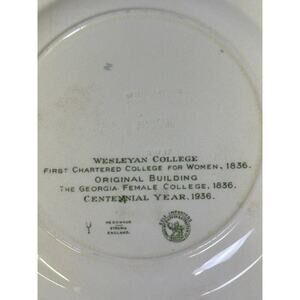 WESLEYAN COLLEGE
FIRST CHARTERED COLLEGE FOR WOMEN, 1836.
ORIGINAL BUILDING
THE GEORGIA FEMALE COLLEGE, 1836.
CENTENNIAL YEAR, 1936.
WEDGWOOD
ETRURIA
ENGLAND.